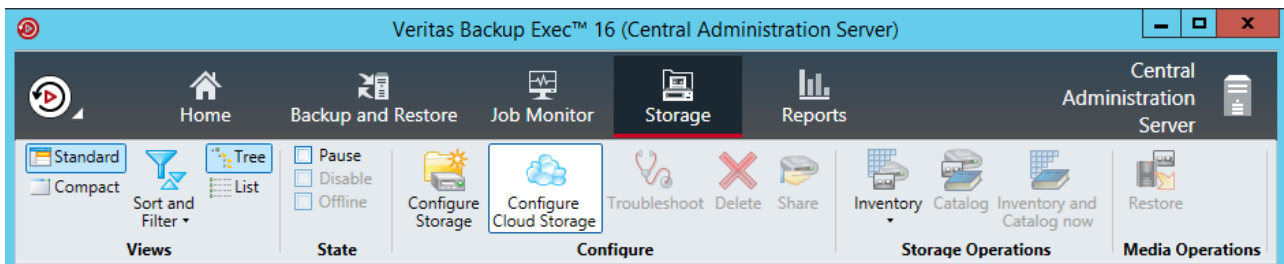 Veritas Backup Exec™ 16 (Central Administration Server)
Home
Backup and Restore
Job Monitor
Storage
Reports
Central
Administration
Server
Standard
Compact
Sort and
Filter
Tree
List
Views
Pause
Disable
Offline
State
Configure
Storage
Configure
Cloud Storage
Troubleshoot
Delete
Share
Configure
Inventory
Catalog
Inventory and
Catalog now
Storage Operations
Restore
Media Operations